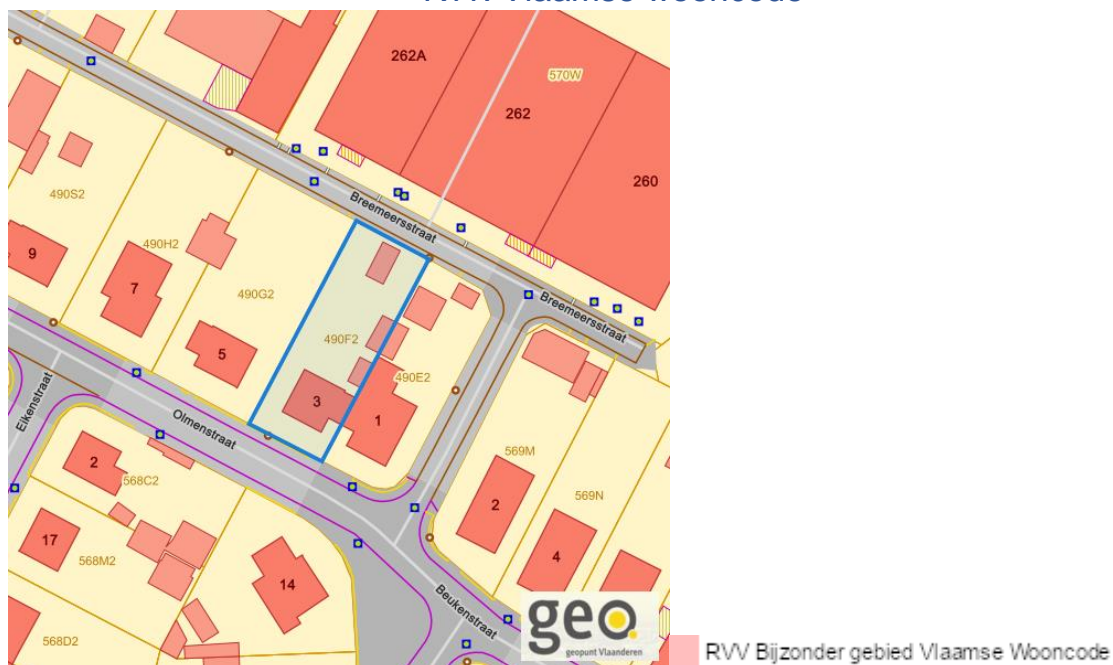 RVV Vlaamse wooncode
262A
570W
262
260
490S2
Breemeersstraat
9
490H2
7
490G2
Breemeersstraat
5
490F2
490E2
3
1
Eikenstraat
Olmenstraat
2
568C2
569M
2
569N
17
568M2
4
14
Beukenstraat
568D2
geo
geopunt Vlaanderen
RVV Bijzonder gebied Vlaamse Wooncode